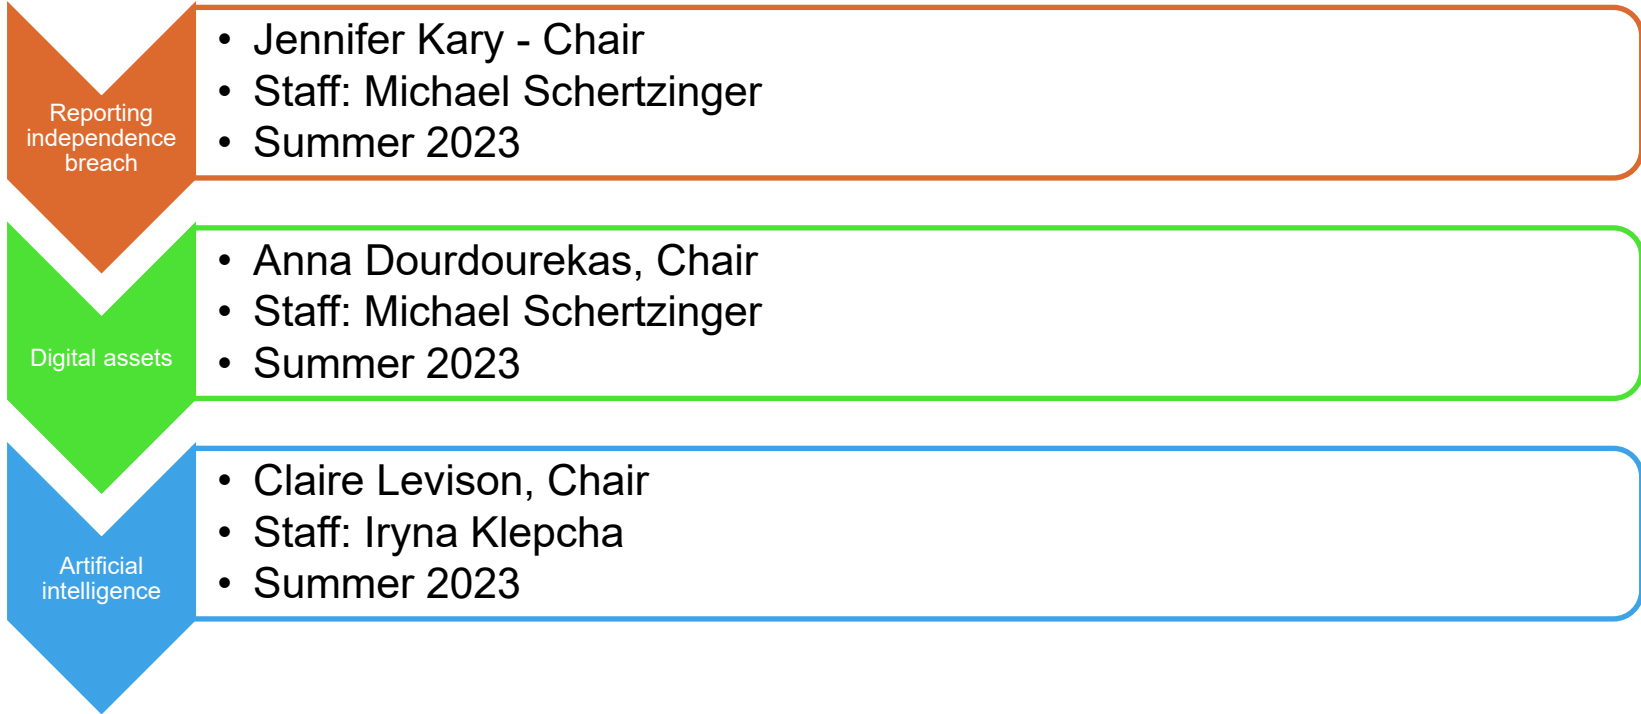 Reporting
independence
breach
• Jennifer Kary - Chair
• Staff: Michael Schertzinger
• Summer 2023
Digital assets
• Anna Dourdourekas, Chair
• Staff: Michael Schertzinger
• Summer 2023
Artificial
intelligence
• Claire Levison, Chair
• Staff: Iryna Klepcha
• Summer 2023